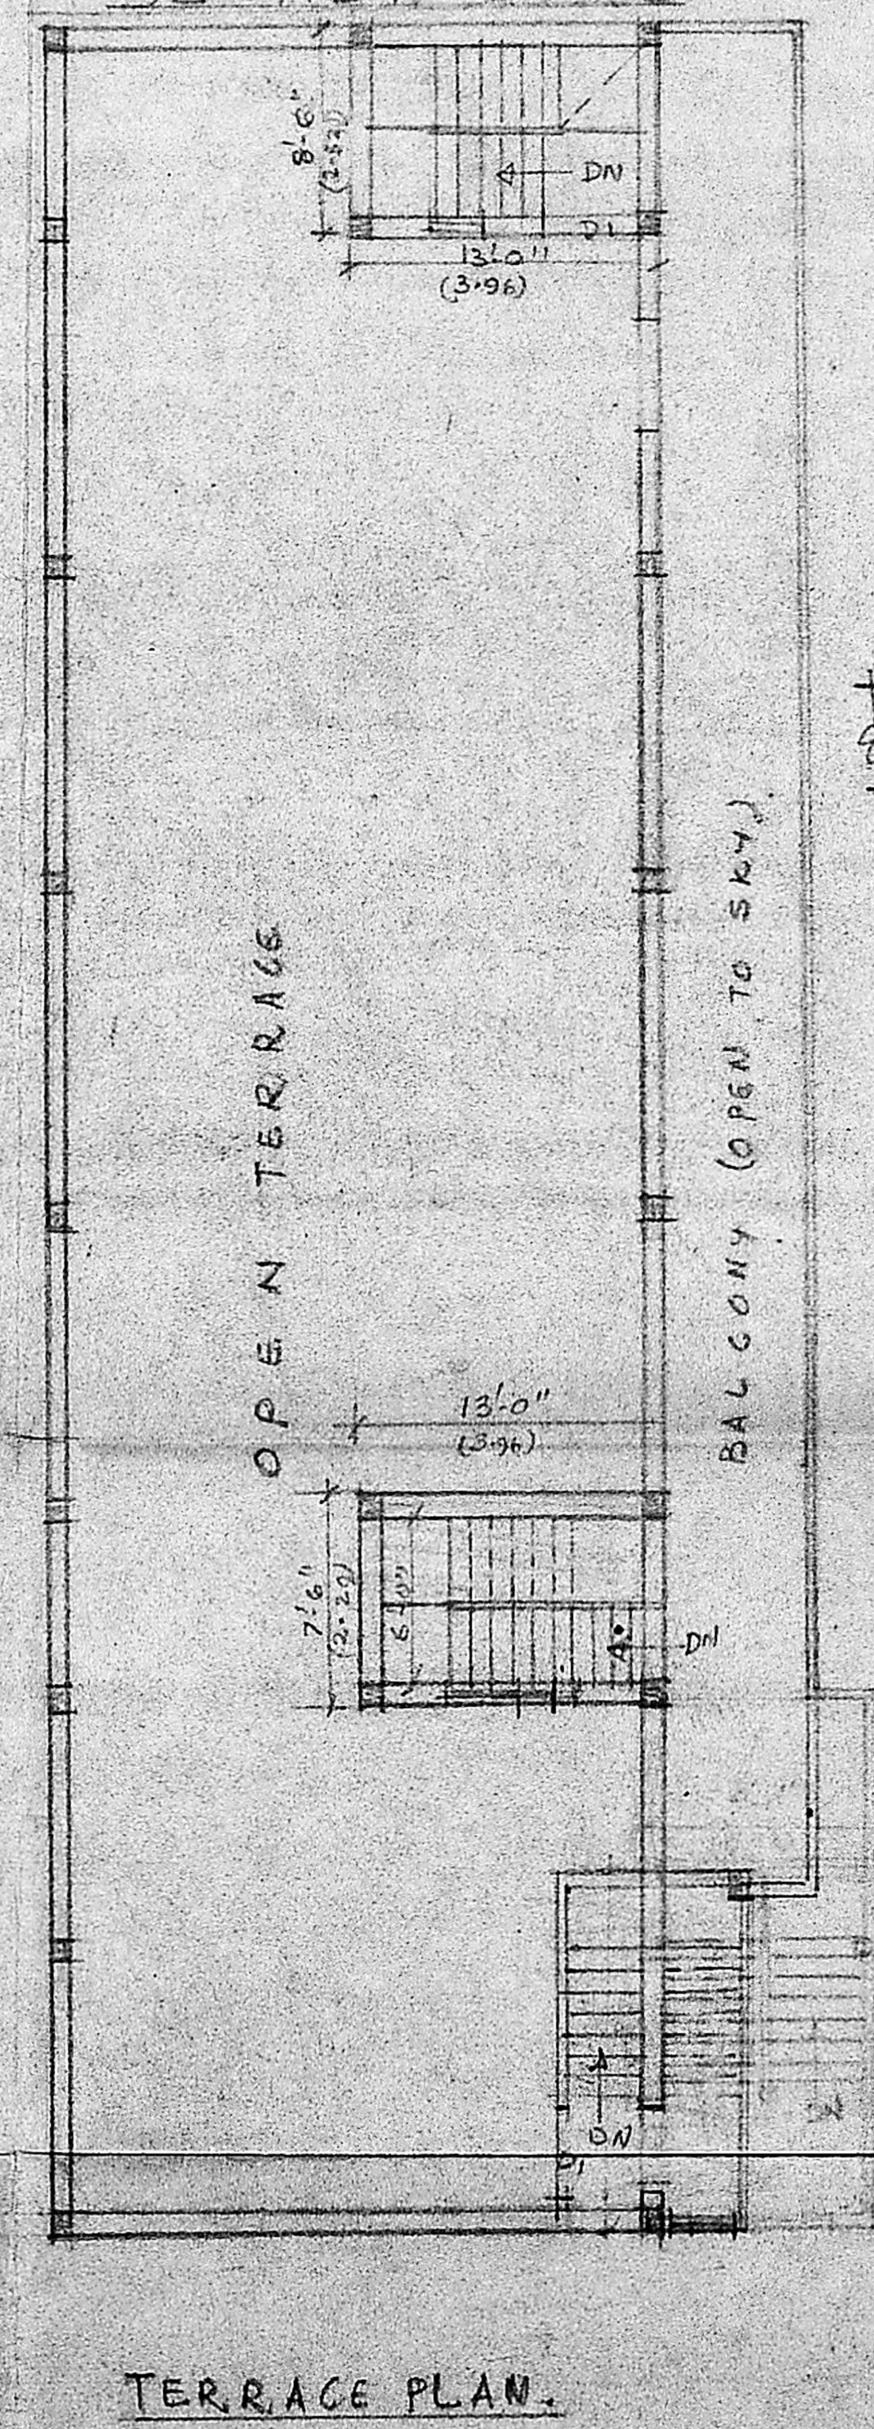 8'-6"
(2.52)
DN
D1
13'-0"
(3.96)
OPEN TERRACE
BALCONY (OPEN TO SKY)
13'-0"
(3.96)
7'-6"
(2.29)
6'-0"
DN
DN
D1
TERRACE PLAN.